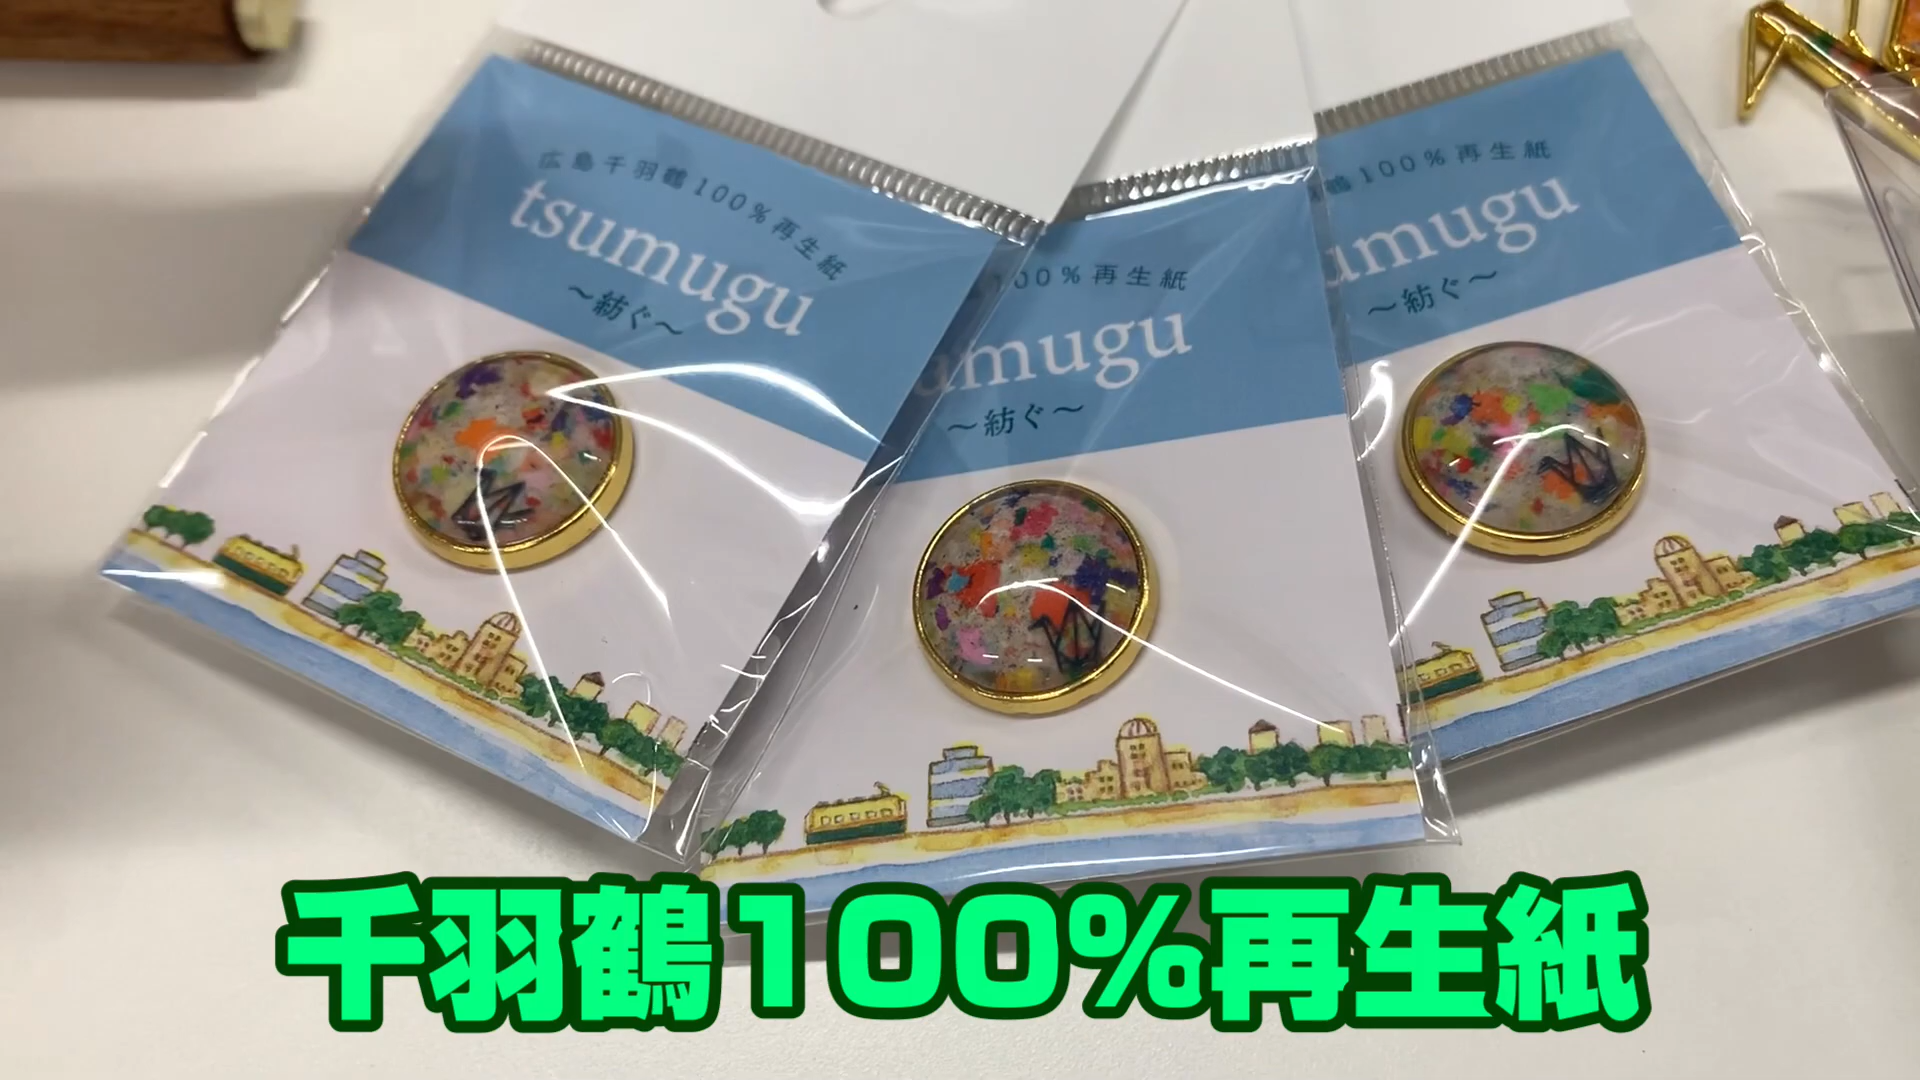 広島千羽鶴100%再生紙
tsumugu
～紡ぐ～
100%再生紙
umugu
～紡ぐ～
鶴100%再生紙
umugu
～紡ぐ～
千羽鶴100%再生紙